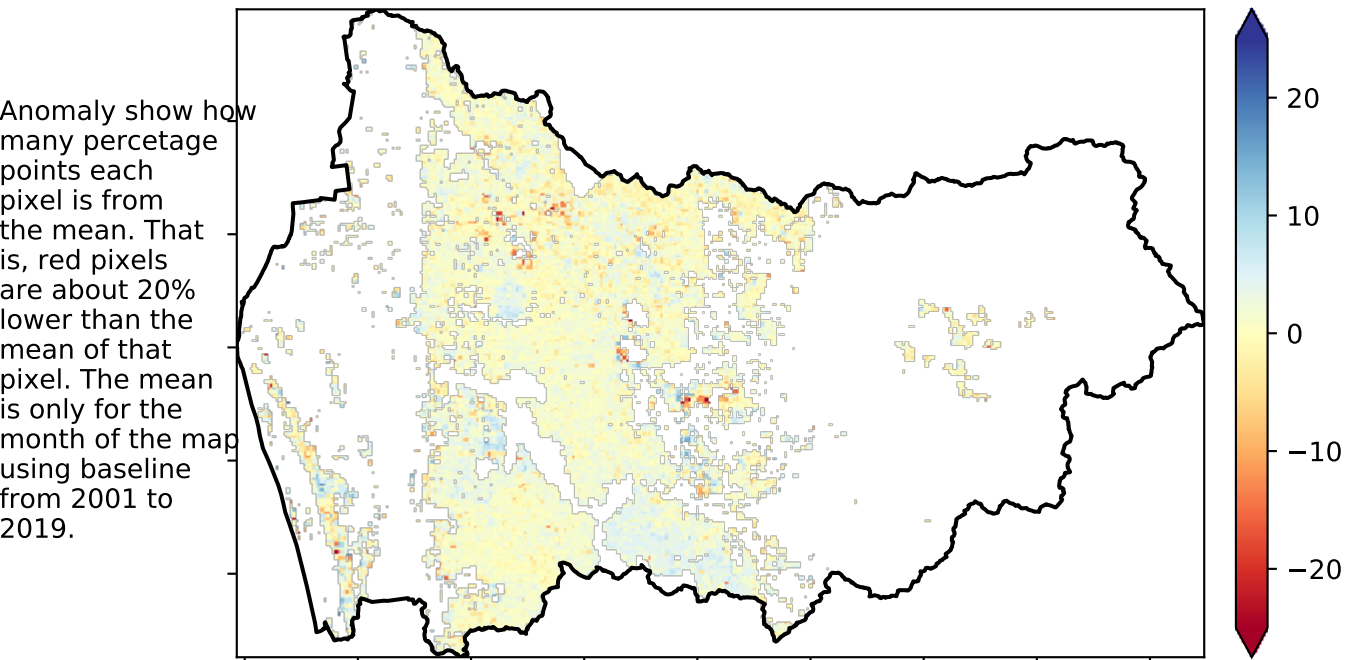 Anomaly show how
many percetage
points each
pixel is from
the mean. That
is, red pixels
are about 20%
lower than the
mean of that
pixel. The mean
is only for the
month of the map
using baseline
from 2001 to
2019.
20
10
0
−10
−20